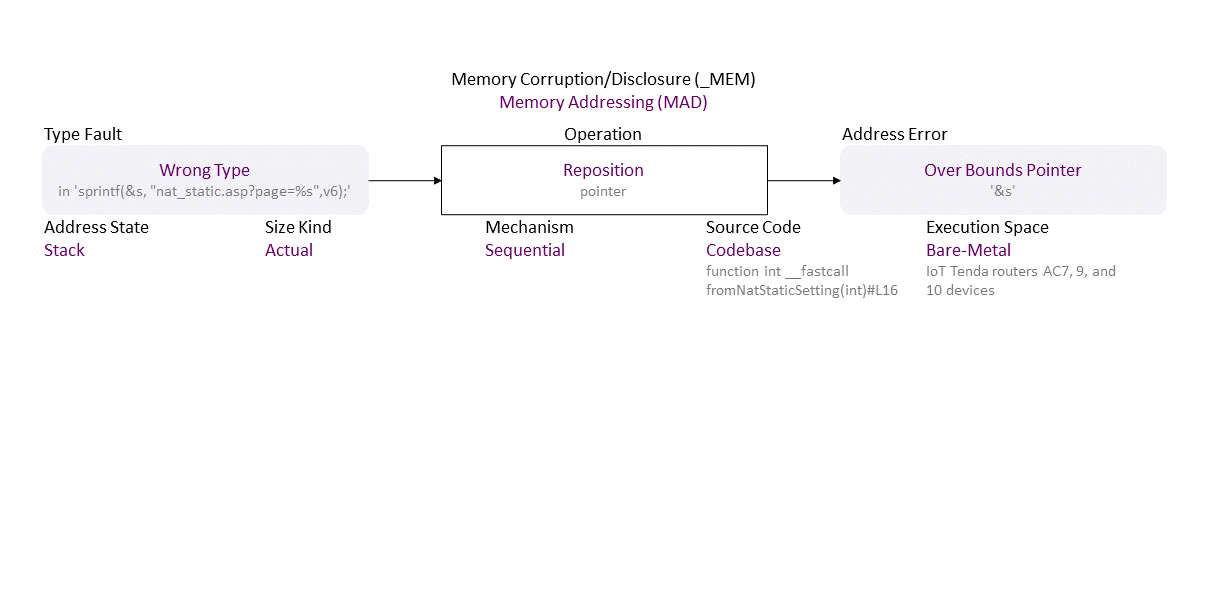 Memory Corruption/Disclosure (_MEM)
Memory Addressing (MAD)
Type Fault
Operation
Address Error
Wrong Type
in 'sprintf(&s, "nat_static.asp?page=%s",v6);'
Reposition
pointer
Over Bounds Pointer
'&s'
Address State
Size Kind
Mechanism
Source Code
Execution Space
Stack
Actual
Sequential
Codebase
Bare-Metal
function int __fastcall
fromNatStaticSetting(int)#L16
IoT Tenda routers AC7, 9, and
10 devices